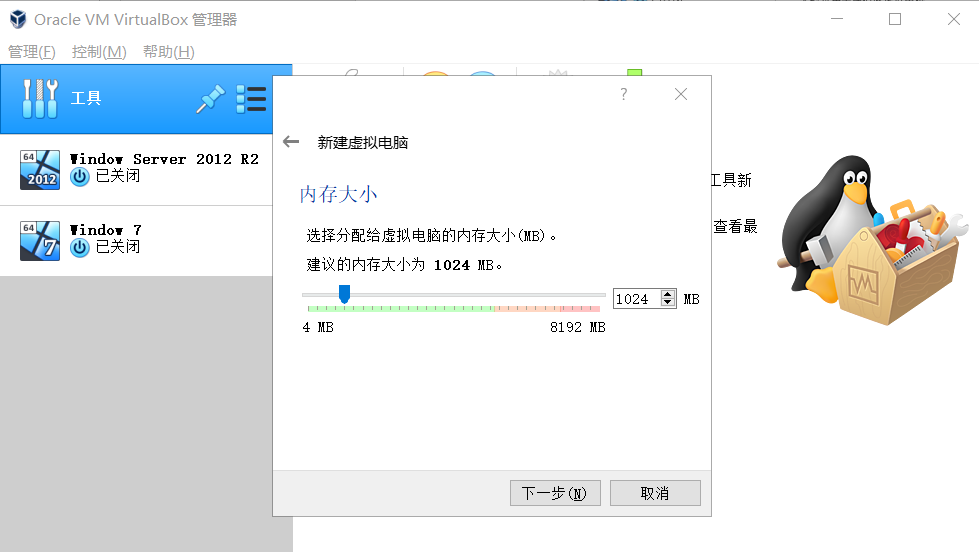 Oracle VM VirtualBox 管理器
管理(F) 控制(M) 帮助(H)
工具
64
2012
Window Server 2012 R2
已关闭
64
7
Window 7
已关闭
?
新建虚拟电脑
内存大小
选择分配给虚拟电脑的内存大小(MB)。
建议的内存大小为 1024 MB。
1024 MB
4 MB 8192 MB
下一步(N) 取消
工具新
查看最